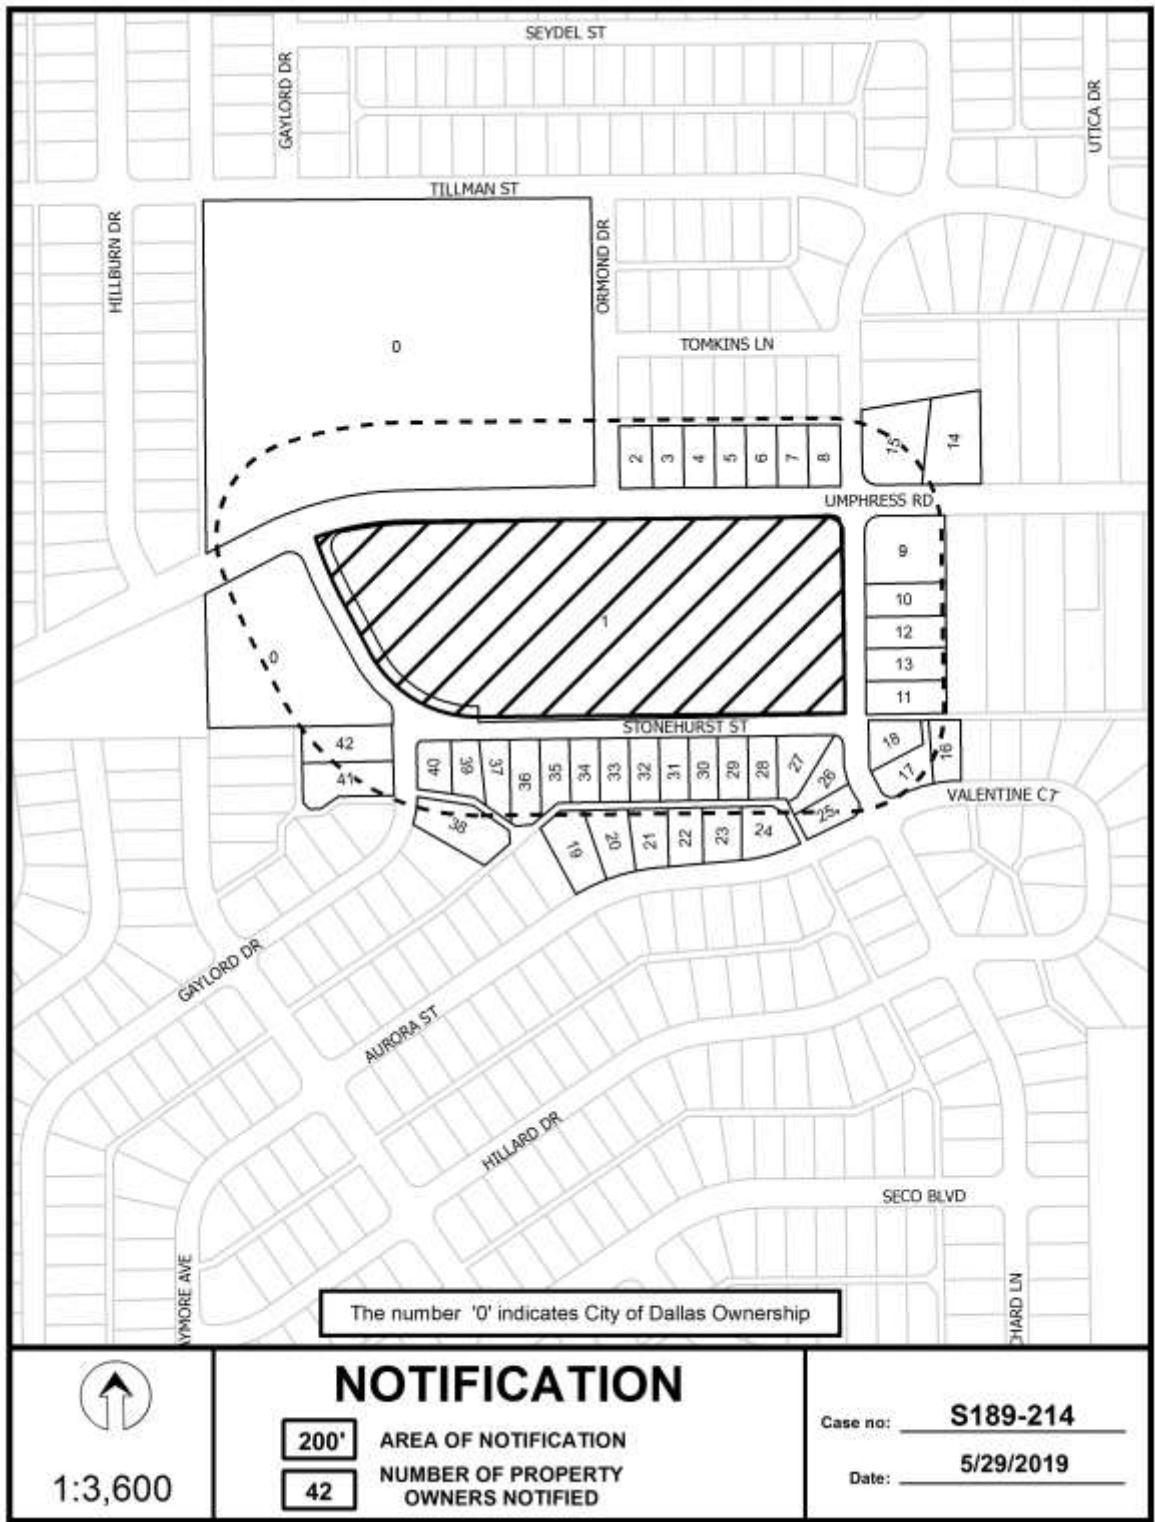 SEYDEL ST
GAYLORD DR
UTICA DR
TILLMAN ST
HILLBURN DR
ORMOND DR
0
TOMKINS LN
15
14
2
3
4
5
6
7
8
UMPHRESS RD
9
10
12
13
11
1
0
STONEHURST ST
42
41
40
39
37
36
35
34
33
32
31
30
29
28
27
26
25
18
17
16
VALENTINE CT
38
19
20
21
22
23
24
GAYLORD DR
AURORA ST
HILLARD DR
SECO BLVD
AYMORE AVE
CHARD LN
The number '0' indicates City of Dallas Ownership
1:3,600
NOTIFICATION
200' AREA OF NOTIFICATION
42 NUMBER OF PROPERTY
OWNERS NOTIFIED
Case no: S189-214
Date: 5/29/2019